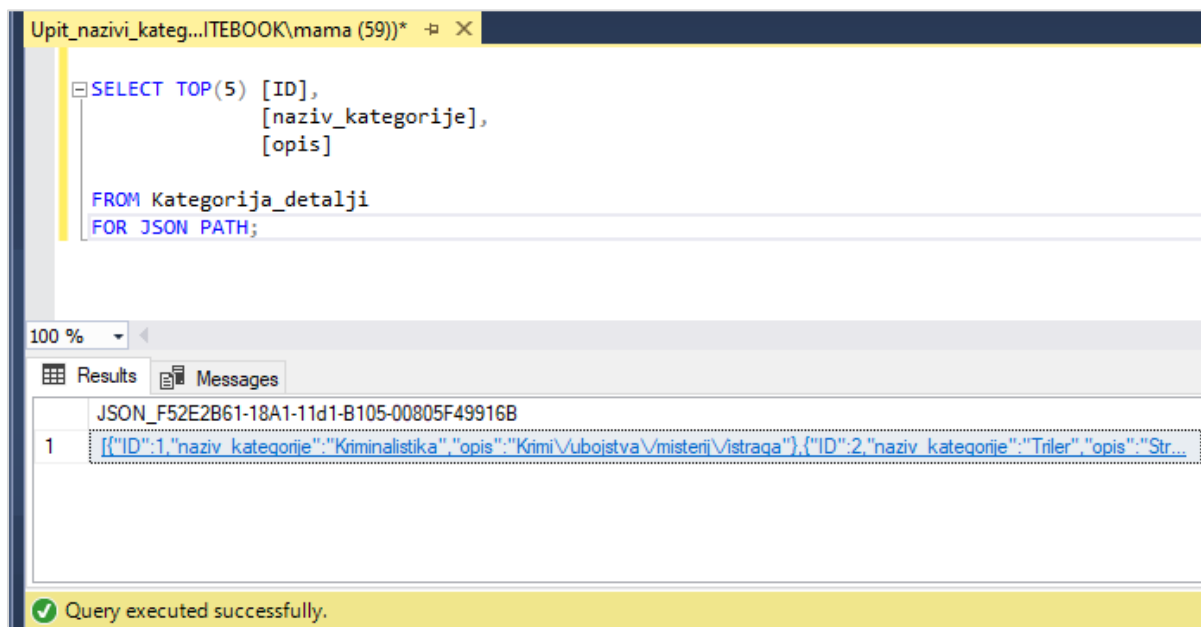 Upit_nazivi_kateg...ITEBOOK\mama (59))*
SELECT TOP(5) [ID],
[naziv_kategorije],
[opis]
FROM Kategorija_detalji
FOR JSON PATH;
100 %
Results Messages
JSON_F52E2B61-18A1-11d1-B105-00805F49916B
1 [{"ID":1,"naziv_kategorije":"Kriminalistika","opis":"Krimi\/ubojstva\/misterij\/istraga"},{"ID":2,"naziv_kategorije":"Triler","opis":"Str...
Query executed successfully.